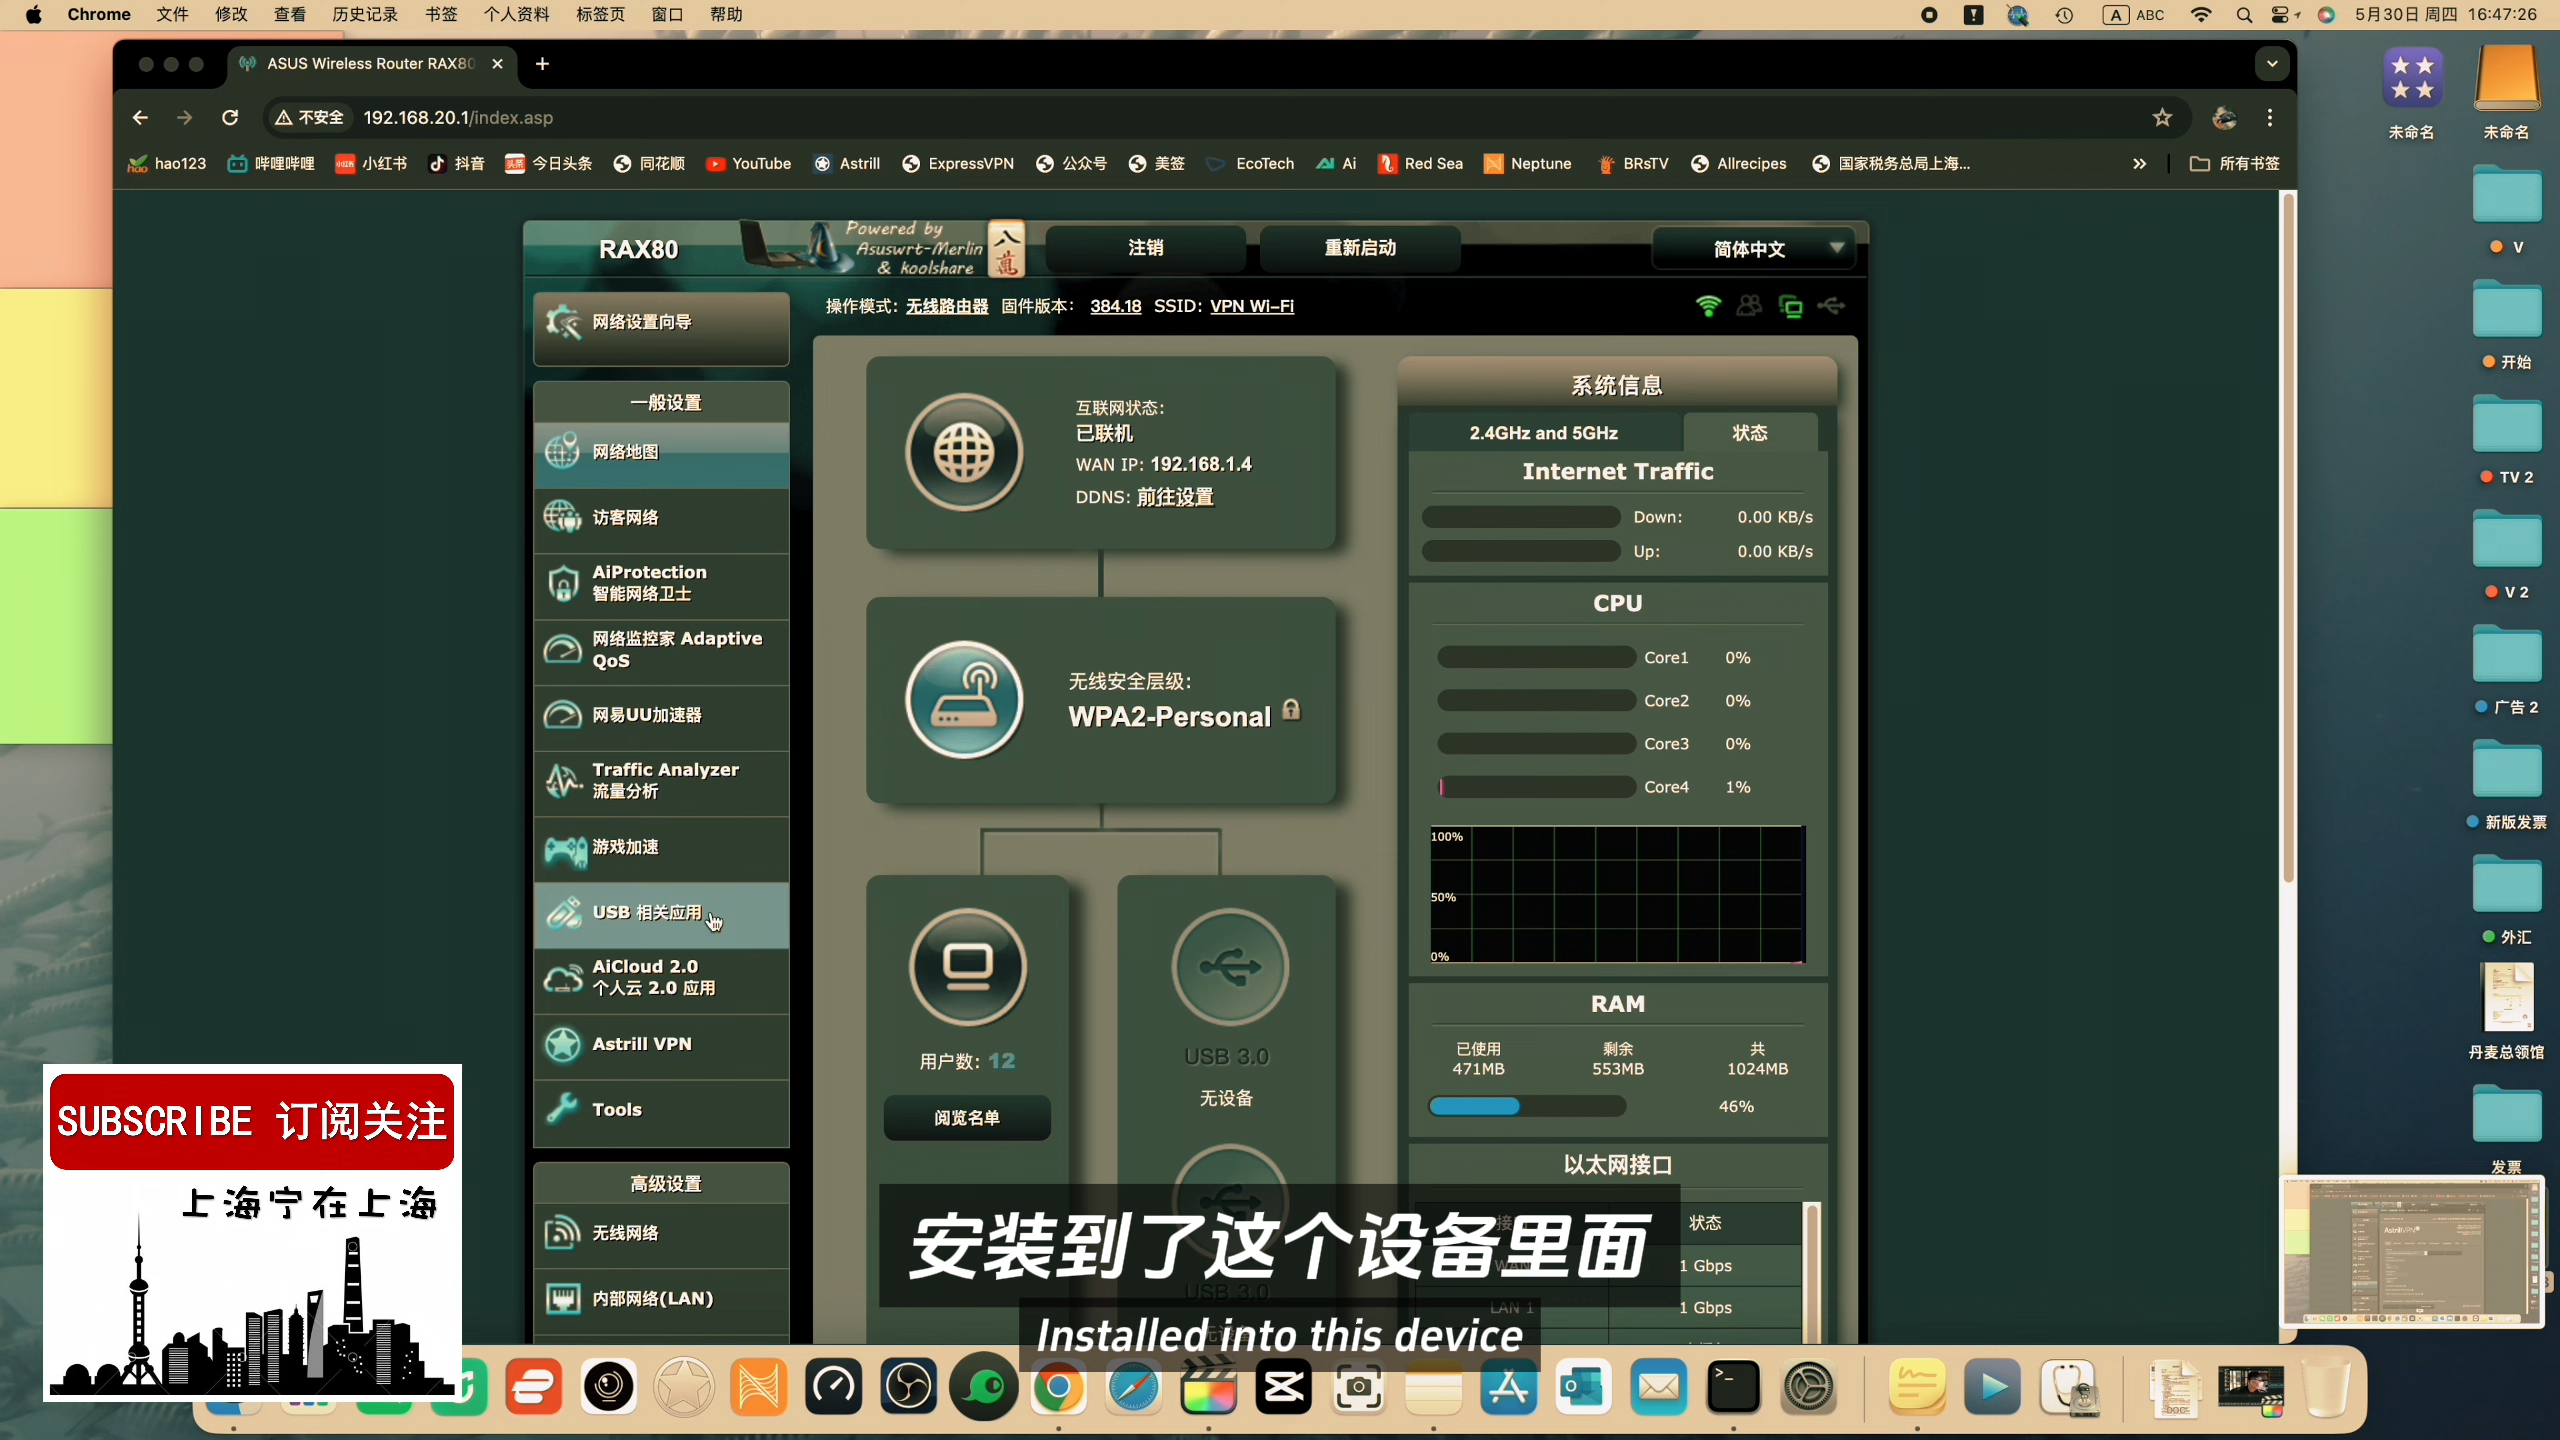 Chrome 文件 修改 查看 历史记录 书签 个人资料 标签页 窗口 帮助
A ABC 5月30日 周四 16:47:26
ASUS Wireless Router RAX80
不安全 192.168.20.1/index.asp
hao123 哔哩哔哩 小红书 抖音 今日头条 同花顺 YouTube Astrill ExpressVPN 公众号 美签 EcoTech Ai Red Sea Neptune BRsTV Allrecipes 国家税务总局上海... 所有书签
RAX80
Powered by
Asuswrt-Merlin
& koolshare
八萬
注销
重新启动
简体中文
操作模式: 无线路由器 固件版本: 384.18 SSID: VPN Wi-Fi
网络设置向导
一般设置
网络地图
访客网络
AiProtection
智能网络卫士
网络监控家 Adaptive
QoS
网易UU加速器
Traffic Analyzer
流量分析
游戏加速
USB 相关应用
AiCloud 2.0
个人云 2.0 应用
Astrill VPN
Tools
高级设置
无线网络
内部网络(LAN)
互联网状态:
已联机
WAN IP: 192.168.1.4
DDNS: 前往设置
无线安全层级:
WPA2-Personal
用户数: 12
阅览名单
USB 3.0
无设备
USB 3.0
系统信息
2.4GHz and 5GHz 状态
Internet Traffic
Down: 0.00 KB/s
Up: 0.00 KB/s
CPU
Core1 0%
Core2 0%
Core3 0%
Core4 1%
100%
50%
0%
RAM
已使用 剩余 共
471MB 553MB 1024MB
46%
以太网接口
状态
WAN 1 Gbps
LAN 1 1 Gbps
未命名
未命名
V
开始
TV 2
V 2
广告 2
新版发票
外汇
丹麦总领馆
发票
SUBSCRIBE 订阅关注
上海宁在上海
安装到了这个设备里面
Installed into this device